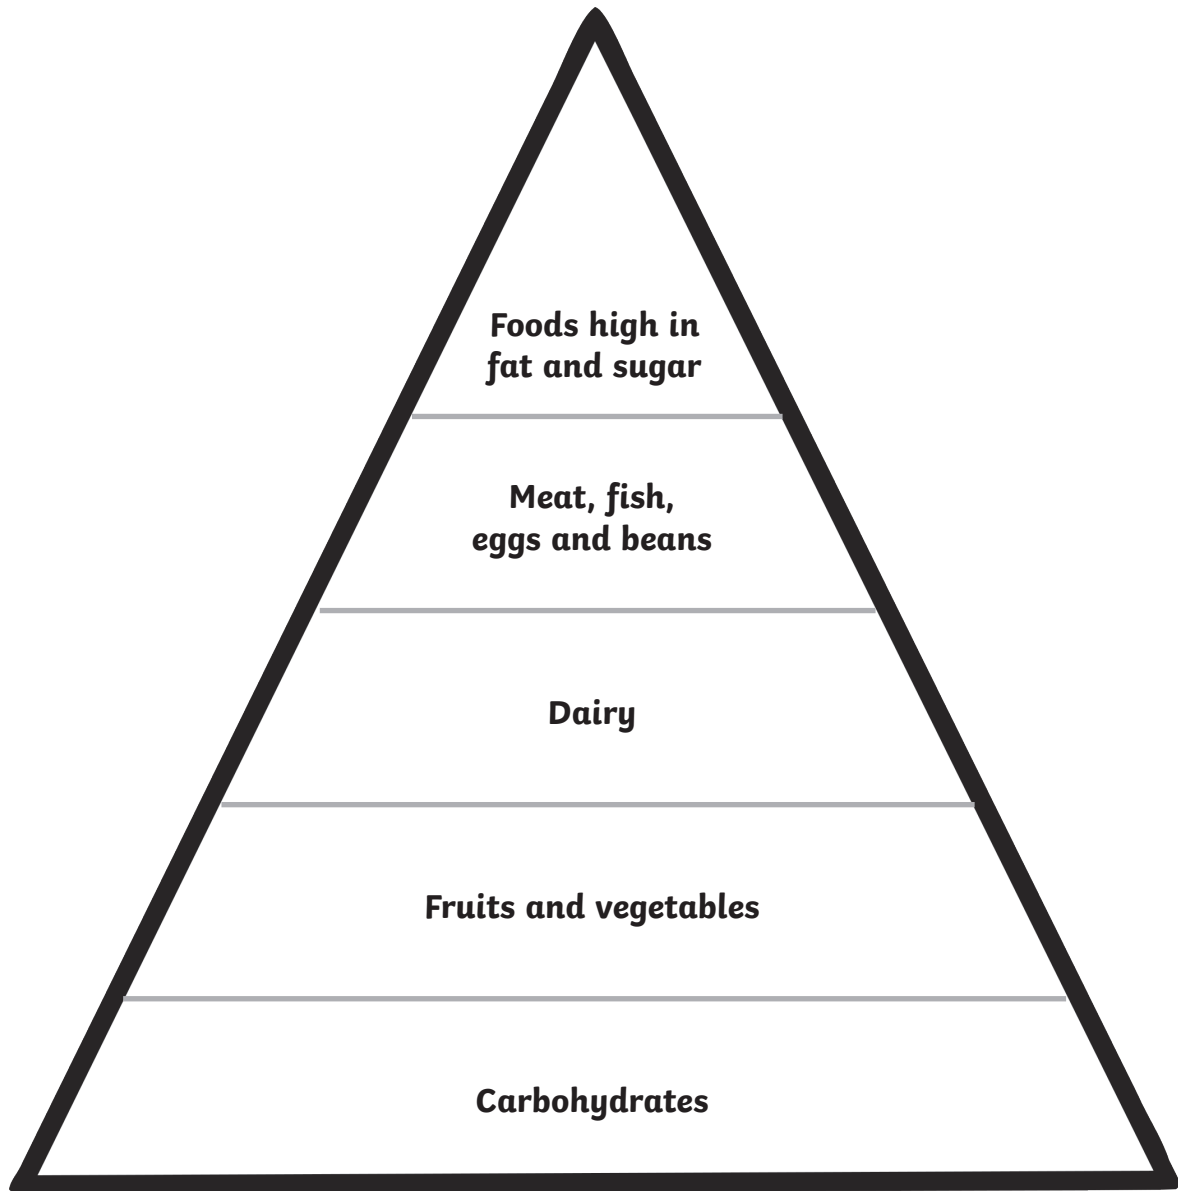 Foods high in
fat and sugar
Meat, fish,
eggs and beans
Dairy
Fruits and vegetables
Carbohydrates